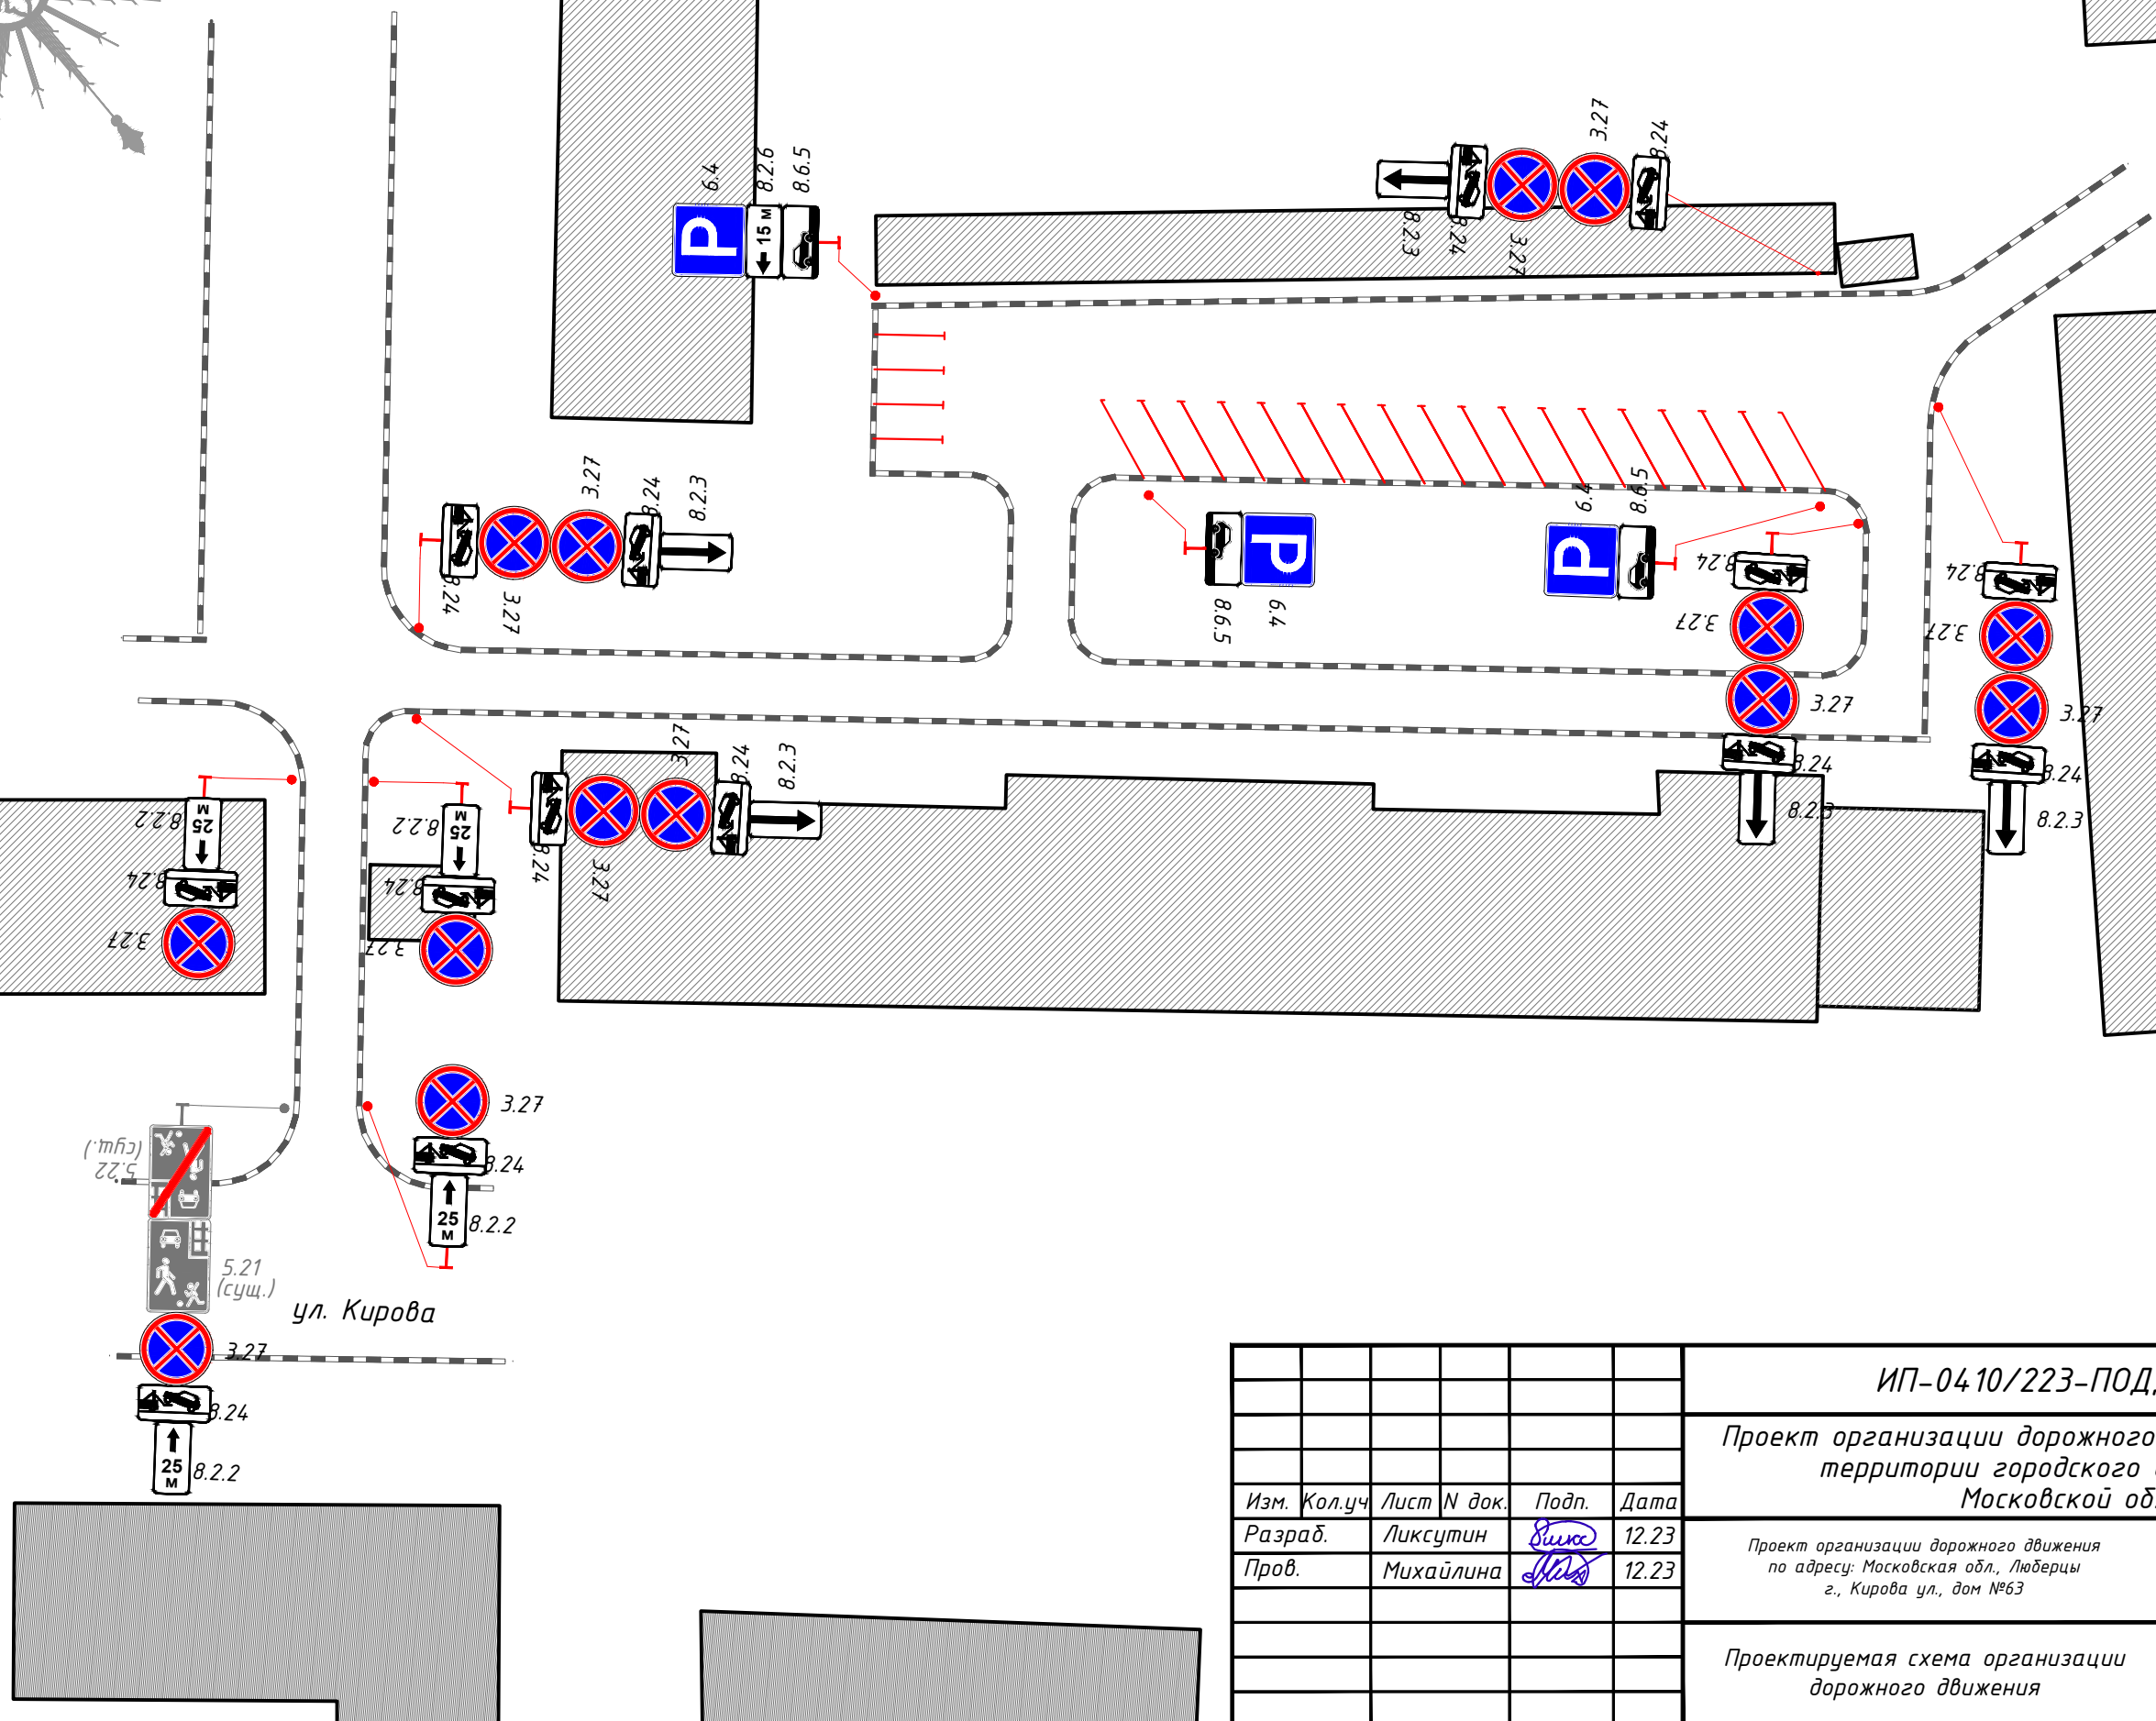 3.27
8.24
8.2.3
8.24
3.27
6.4
8.2.6
8.6.5
P
15 м
3.27
8.24
8.2.3
8.24
3.27
P
8.6.5
6.4
6.4
8.6.5
P
8.24
3.27
3.27
8.24
8.2.3
8.24
3.27
3.27
8.24
8.2.3
3.27
8.24
8.2.3
8.24
3.27
8.2.2
25 м
8.24
3.27
8.2.2
25 м
8.24
3.27
3.27
8.24
25 м
8.2.2
5.22
(сущ.)
5.21
(сущ.)
ул. Кирова
3.27
8.24
25 м
8.2.2
ИП-0410/223-ПОД
Проект организации дорожного
территории городского
Московской об
Изм. Кол.уч Лист N док. Подп. Дата
Разраб. Ликсутин 12.23
Пров. Михайлина 12.23
Проект организации дорожного движения
по адресу: Московская обл., Люберцы
г., Кирова ул., дом №63
Проектируемая схема организации
дорожного движения